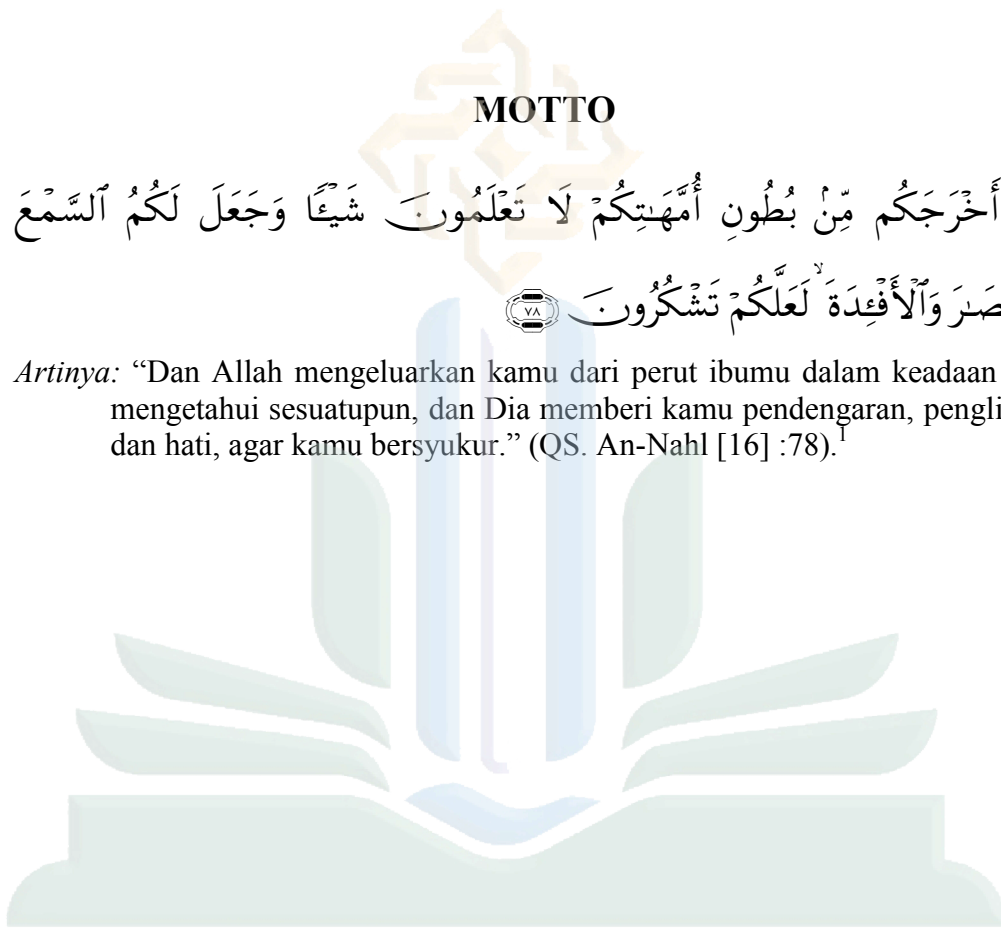 MOTTO
أَخْرَجَكُم مِّنۢ بُطُونِ أُمَّهَـٰتِكُمْ لَا تَعْلَمُونَ شَيْـًٔا وَجَعَلَ لَكُمُ ٱلسَّمْعَ
وَٱلْأَفْـِٔدَةَ ۙ لَعَلَّكُمْ تَشْكُرُونَ ٧٨
Artinya: “Dan Allah mengeluarkan kamu dari perut ibumu dalam keadaan
mengetahui sesuatupun, dan Dia memberi kamu pendengaran,
dan hati, agar kamu bersyukur.” (QS. An-Nahl [16] :78).1